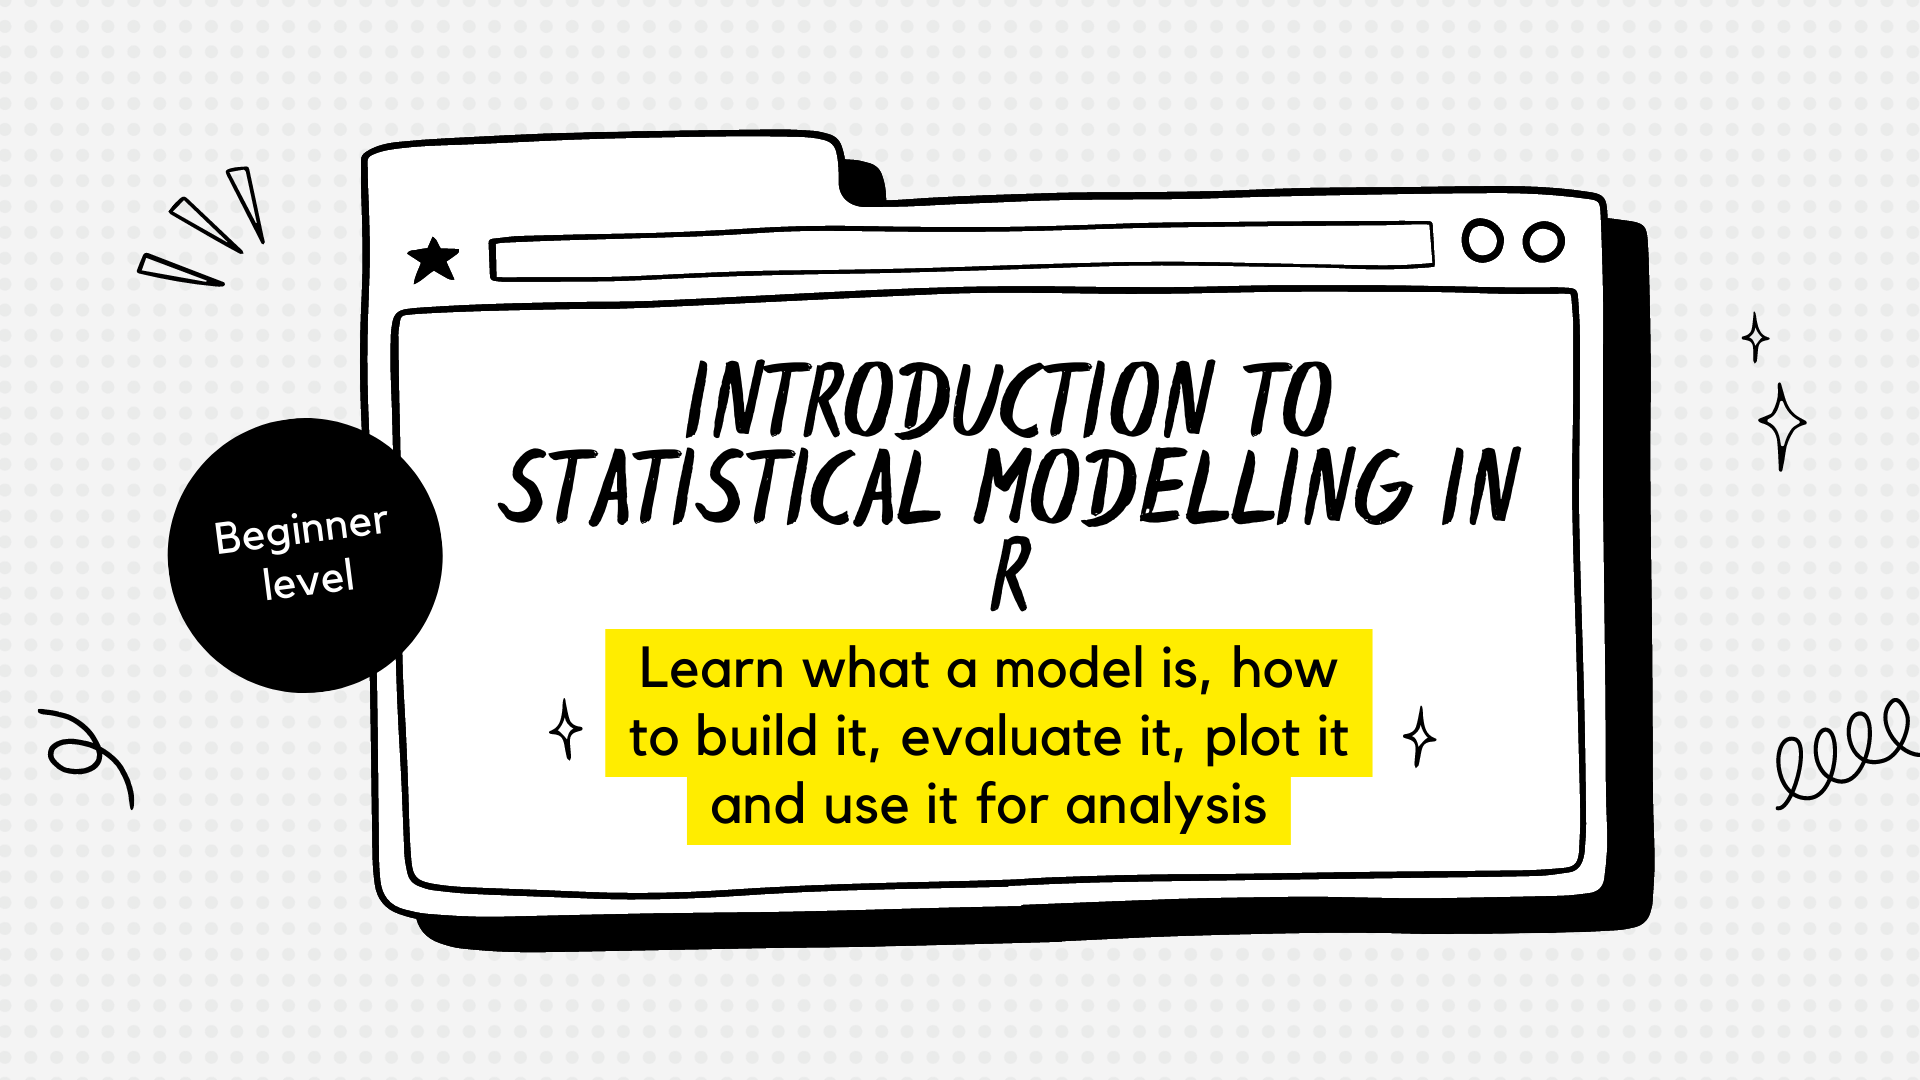 INTRODUCTION TO
STATISTICAL MODELLING IN
R
Beginner
level
Learn what a model is, how
to build it, evaluate it, plot it
and use it for analysis